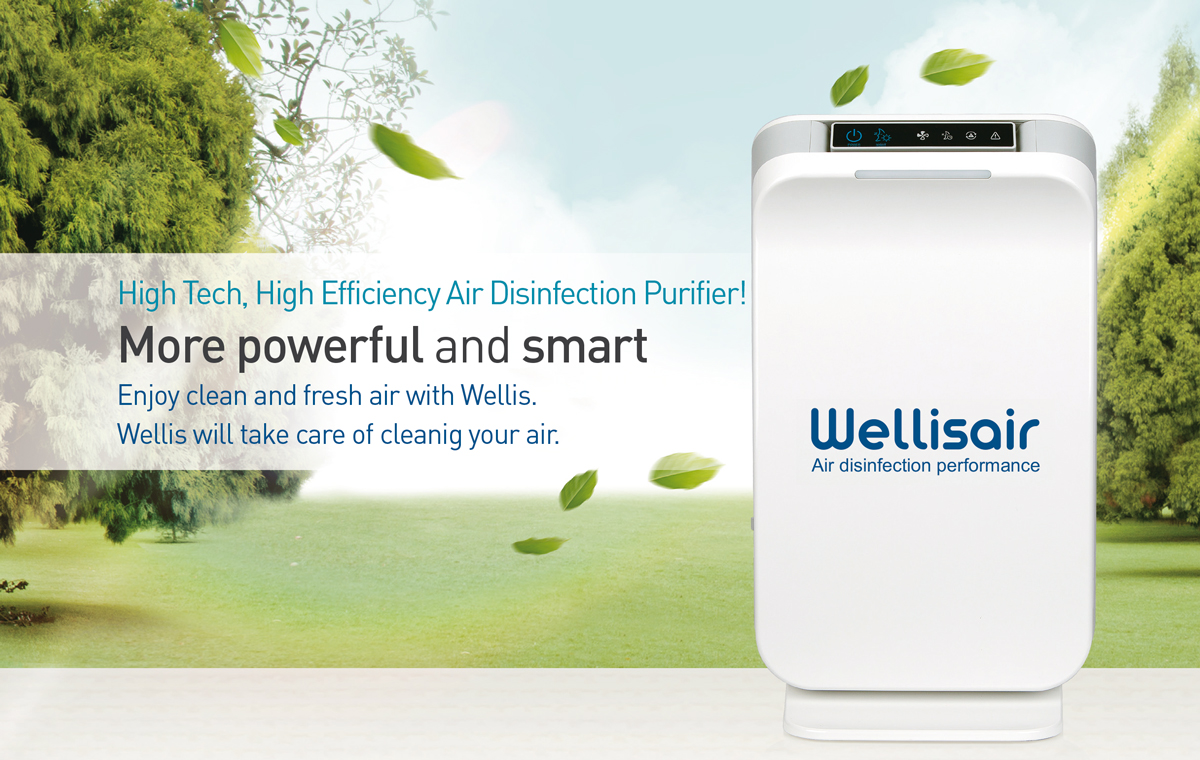 High Tech, High Efficiency Air Disinfection Purifier!
More powerful and smart
Enjoy clean and fresh air with Wellis.
Wellis will take care of cleanig your air.
Wellisair
Air disinfection performance